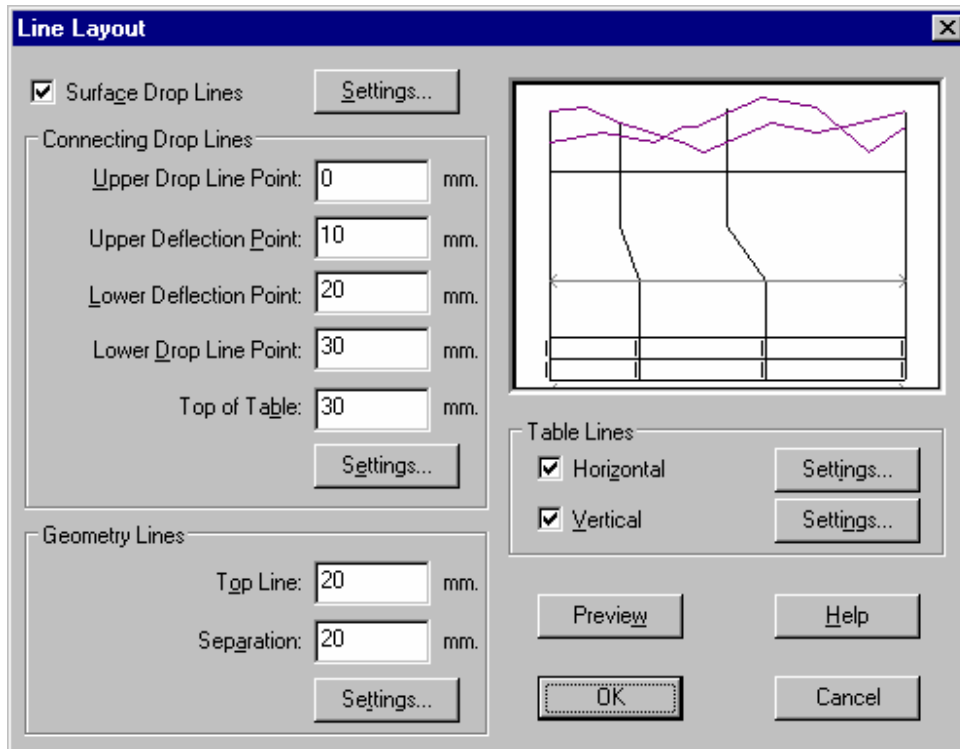 Line Layout
Surface Drop Lines
Settings...
Connecting Drop Lines
Upper Drop Line Point: 0 mm.
Upper Deflection Point: 10 mm.
Lower Deflection Point: 20 mm.
Lower Drop Line Point: 30 mm.
Top of Table: 30 mm.
Settings...
Geometry Lines
Top Line: 20 mm.
Separation: 20 mm.
Settings...
Table Lines
Horizontal Settings...
Vertical Settings...
Preview Help
OK Cancel